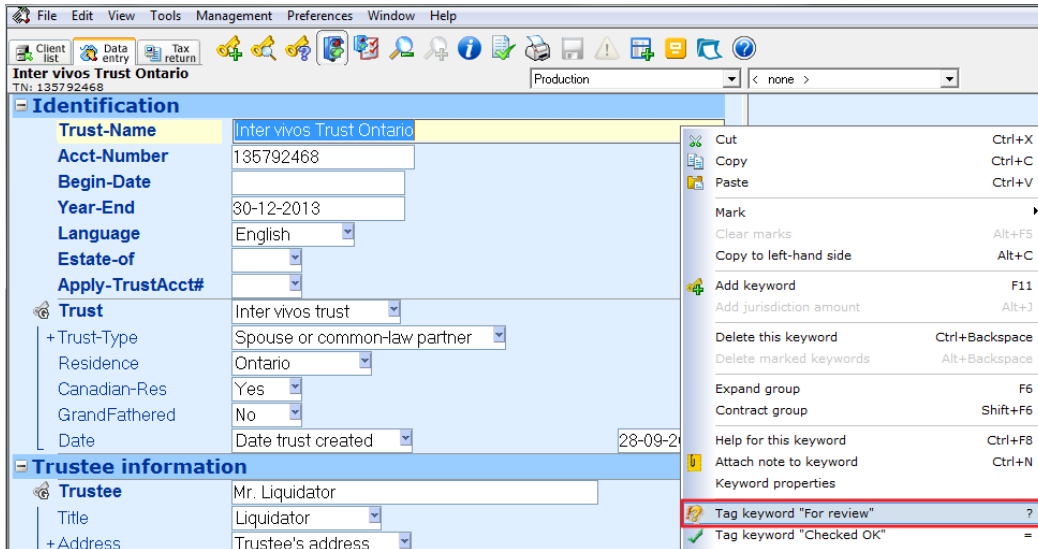 File Edit View Tools Management Preferences Window Help
Client list Data entry Tax return
Inter vivos Trust Ontario
TN: 135792468
Production < none >
Identification
Trust-Name Inter vivos Trust Ontario
Acct-Number 135792468
Begin-Date
Year-End 30-12-2013
Language English
Estate-of
Apply-TrustAcct#
Trust Inter vivos trust
+Trust-Type Spouse or common-law partner
Residence Ontario
Canadian-Res Yes
GrandFathered No
Date Date trust created 28-09-2
Trustee information
Trustee Mr. Liquidator
Title Liquidator
+Address Trustee's address
Cut Ctrl+X
Copy Ctrl+C
Paste Ctrl+V
Mark
Clear marks Alt+F5
Copy to left-hand side Alt+C
Add keyword F11
Add jurisdiction amount Alt+J
Delete this keyword Ctrl+Backspace
Delete marked keywords Alt+Backspace
Expand group F6
Contract group Shift+F6
Help for this keyword Ctrl+F8
Attach note to keyword Ctrl+N
Keyword properties
Tag keyword "For review" ?
Tag keyword "Checked OK" =